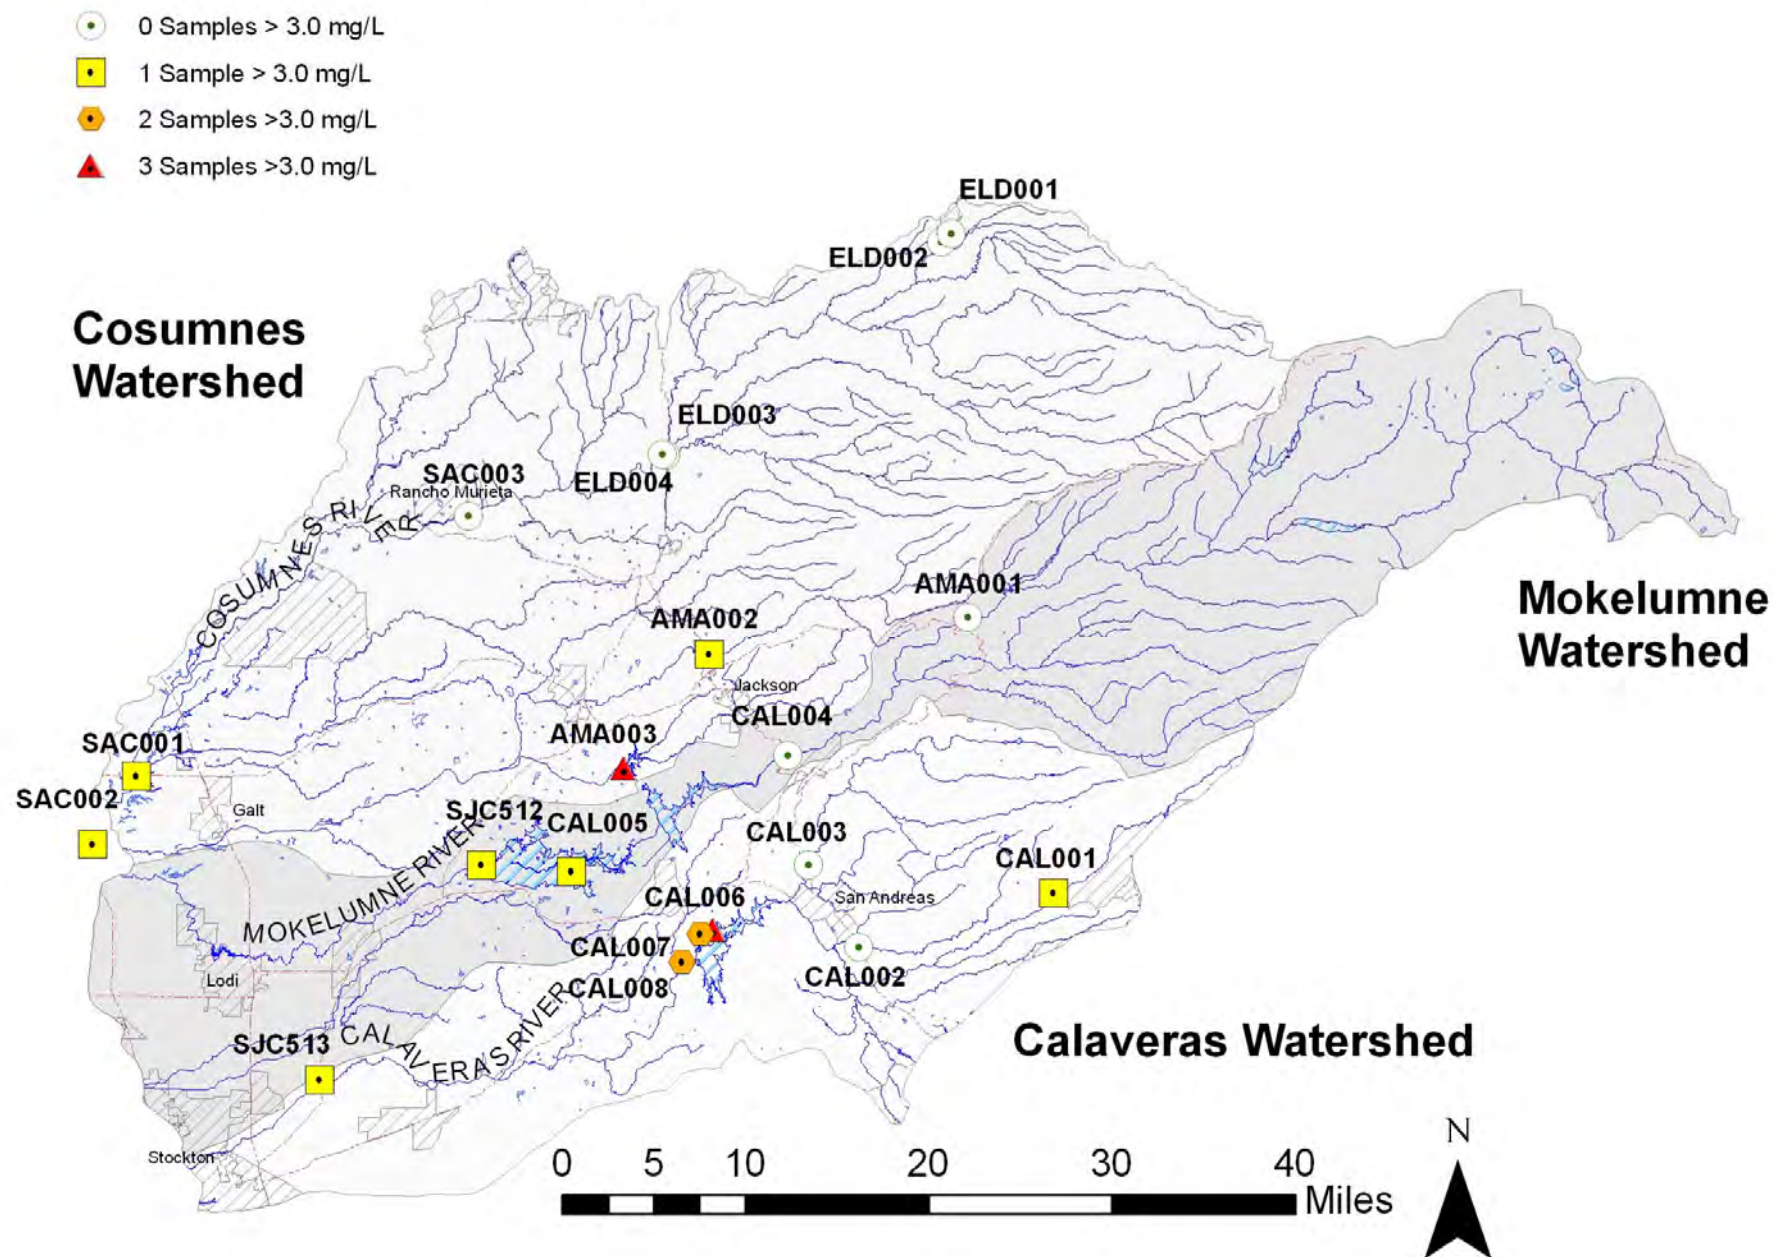 0 Samples > 3.0 mg/L
1 Sample > 3.0 mg/L
2 Samples >3.0 mg/L
3 Samples >3.0 mg/L
ELD001
ELD002
Cosumnes
Watershed
ELD003
SAC003
ELD004
Rancho Murieta
COSUMNES RIVER
AMA001
Mokelumne
Watershed
AMA002
Jackson
CAL004
AMA003
SAC001
SAC002
Galt
SJC512
CAL005
CAL003
CAL001
MOKELUMNE RIVER
CAL006
San Andreas
CAL007
CAL002
Lodi
CAL008
SJC513
CALAVERAS RIVER
Calaveras Watershed
Stockton
N
0 5 10 20 30 40
Miles